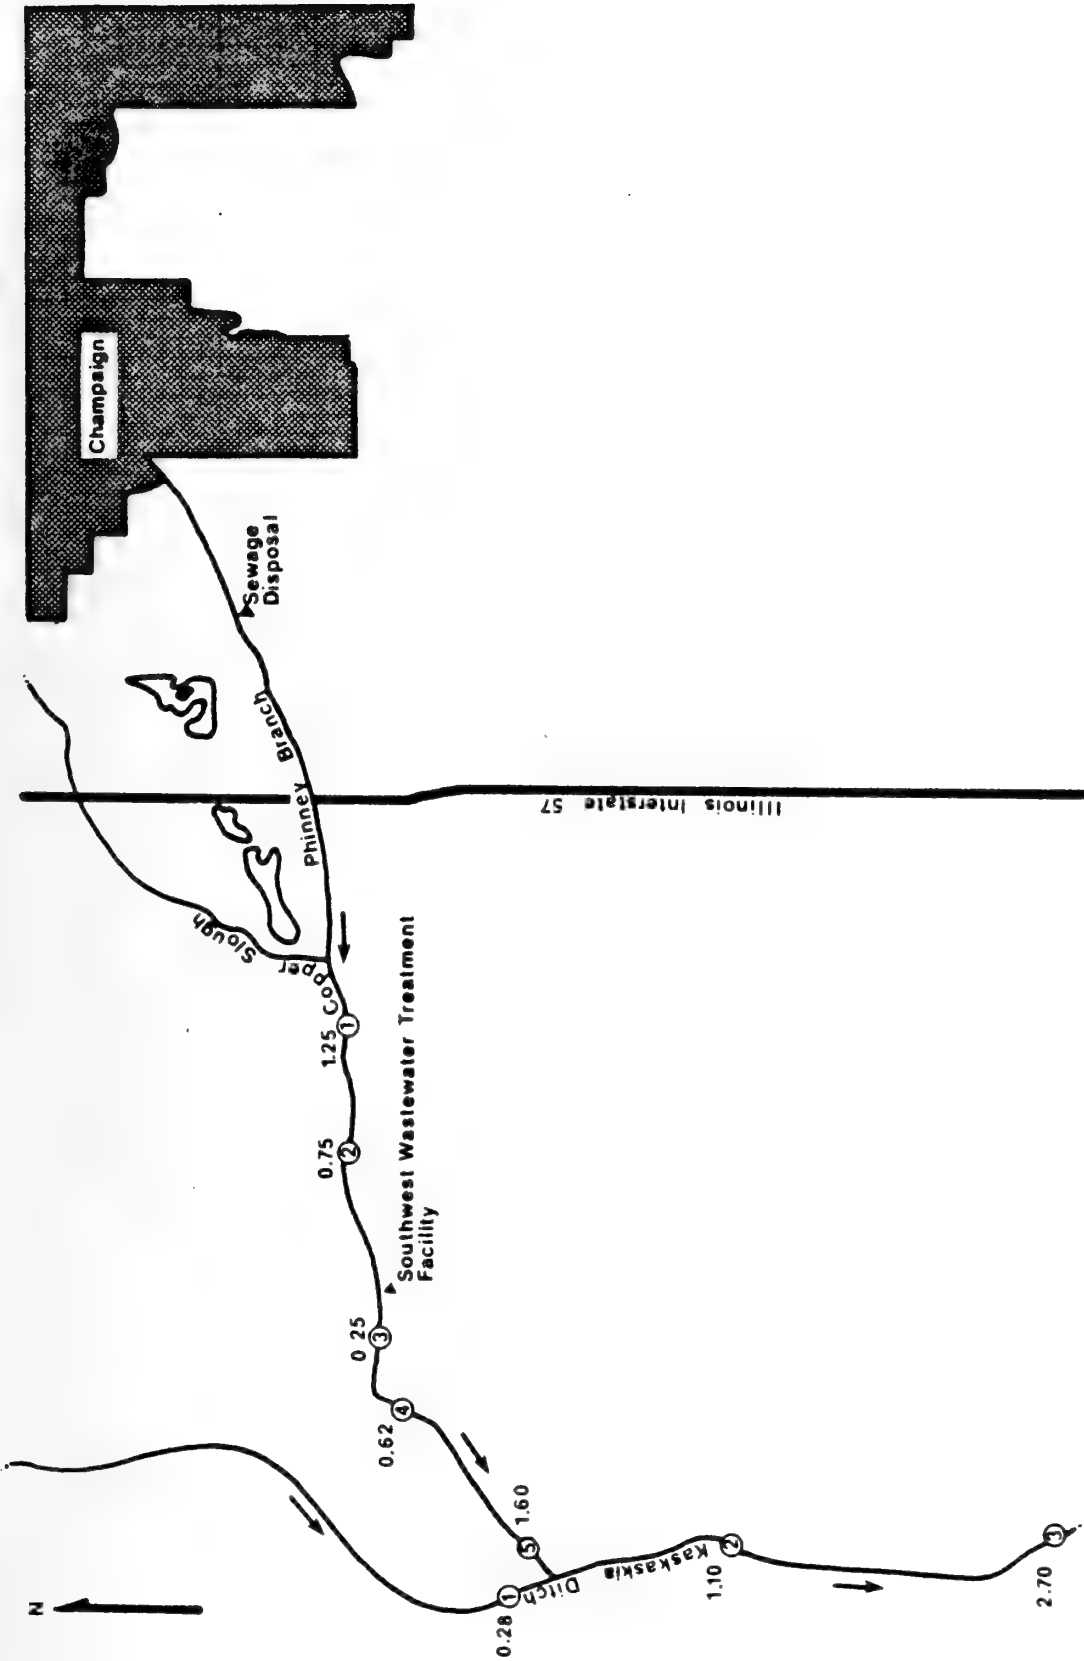 Champaign
Sewage
Disposal
Phinney Branch
Illinois Interstate 57
Copper Slough
Southwest Wastewater Treatment
Facility
1.25
1
0.75
2
0 25
3
0.62
4
1.60
5
N
0.28
1
Kaskaskia Ditch
1.10
2
2.70
3